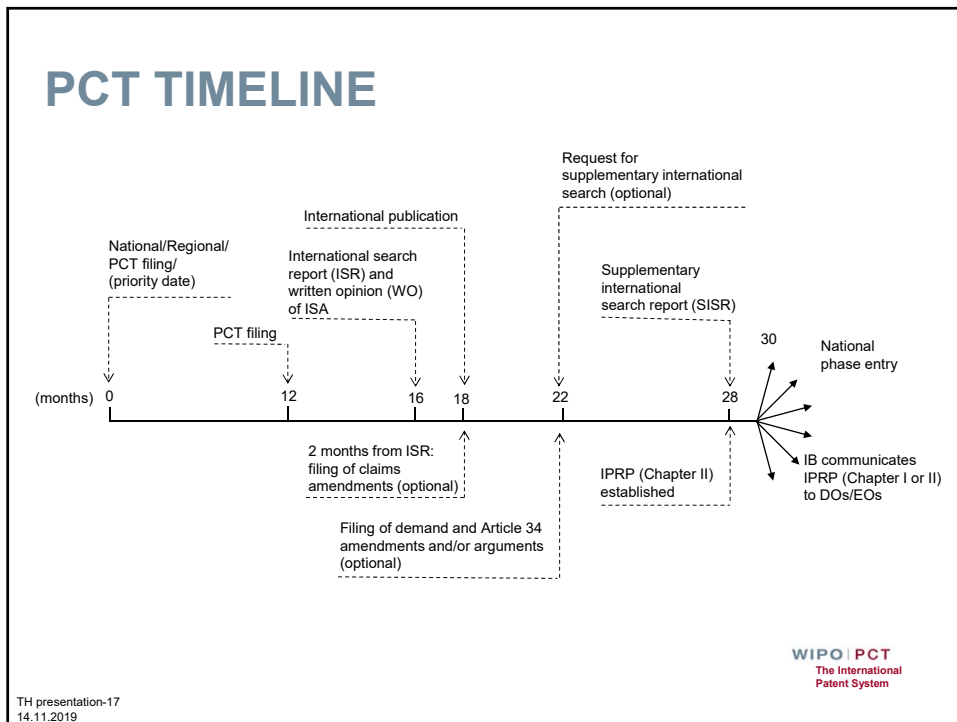 PCT TIMELINE
Request for
supplementary international
search (optional)
International publication
National/Regional/
PCT filing/
(priority date)
International search
report (ISR) and
written opinion (WO)
of ISA
Supplementary
international
search report (SISR)
PCT filing
30
National
phase entry
(months) 0 12 16 18 22 28
2 months from ISR:
filing of claims
amendments (optional)
IPRP (Chapter II)
established
IB communicates
IPRP (Chapter I or II)
to DOs/EOs
Filing of demand and Article 34
amendments and/or arguments
(optional)
WIPO | PCT
The International
Patent System
TH presentation-17
14.11.2019